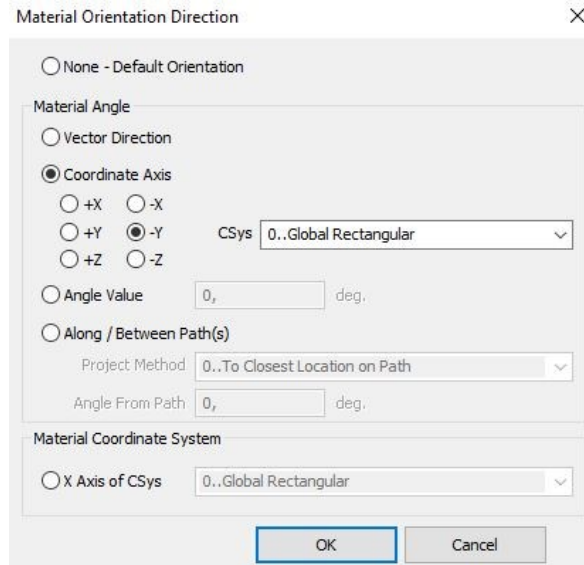 Material Orientation Direction
None - Default Orientation
Material Angle
Vector Direction
Coordinate Axis
+X -X
+Y -Y CSys 0..Global Rectangular
+Z -Z
Angle Value 0, deg.
Along / Between Path(s)
Project Method 0..To Closest Location on Path
Angle From Path 0, deg.
Material Coordinate System
X Axis of CSys 0..Global Rectangular
OK Cancel